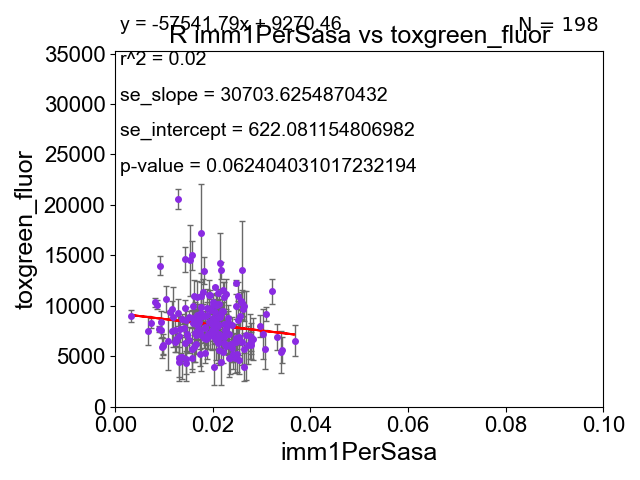 y = -57541.79x + 9270.46
N = 198
R imm1PerSasa vs toxgreen_fluor
r^2 = 0.02
se_slope = 30703.6254870432
se_intercept = 622.081154806982
p-value = 0.062404031017232194
35000
30000
25000
20000
15000
10000
5000
0
toxgreen_fluor
0.00 0.02 0.04 0.06 0.08 0.10
imm1PerSasa